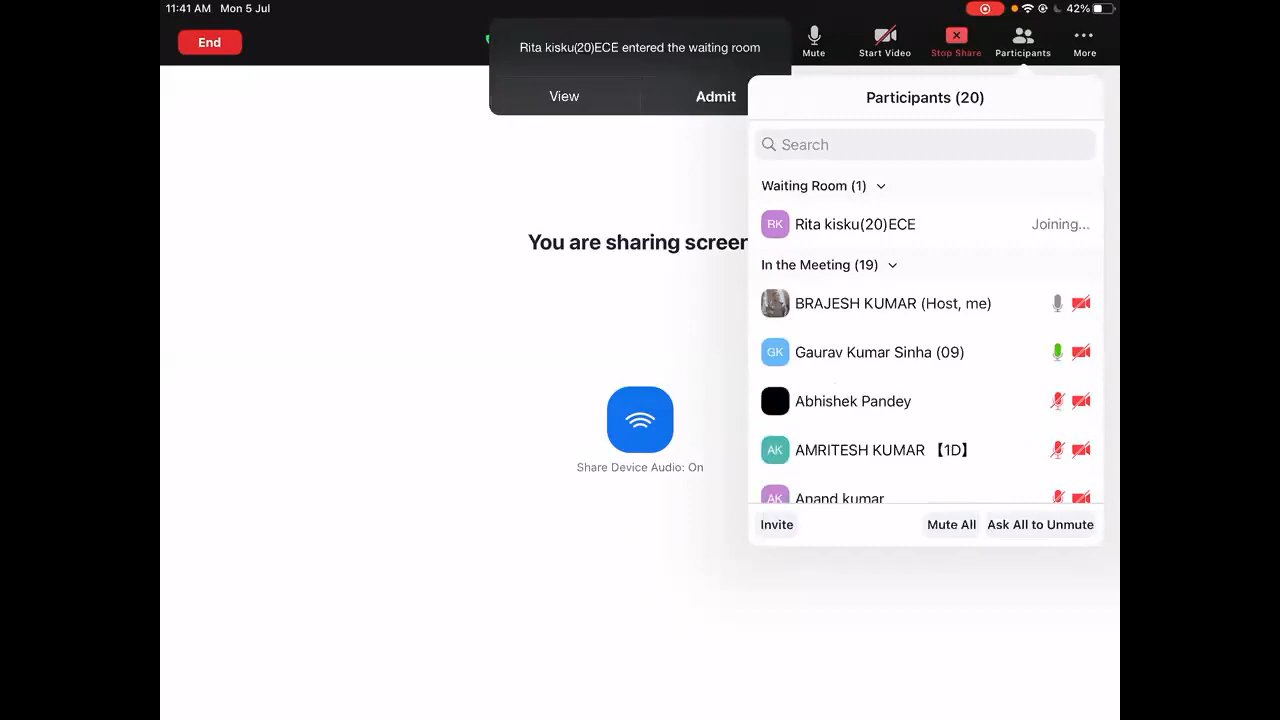 11:41 AM Mon 5 Jul
42%
End
Rita kisku(20)ECE entered the waiting room
View
Admit
Mute
Start Video
Stop Share
Participants
More
Participants (20)
Search
Waiting Room (1)
RK Rita kisku(20)ECE Joining...
In the Meeting (19)
BRAJESH KUMAR (Host, me)
GK Gaurav Kumar Sinha (09)
Abhishek Pandey
AK AMRITESH KUMAR 【1D】
AK Anand kumar
Invite
Mute All
Ask All to Unmute
You are sharing screen
Share Device Audio: On